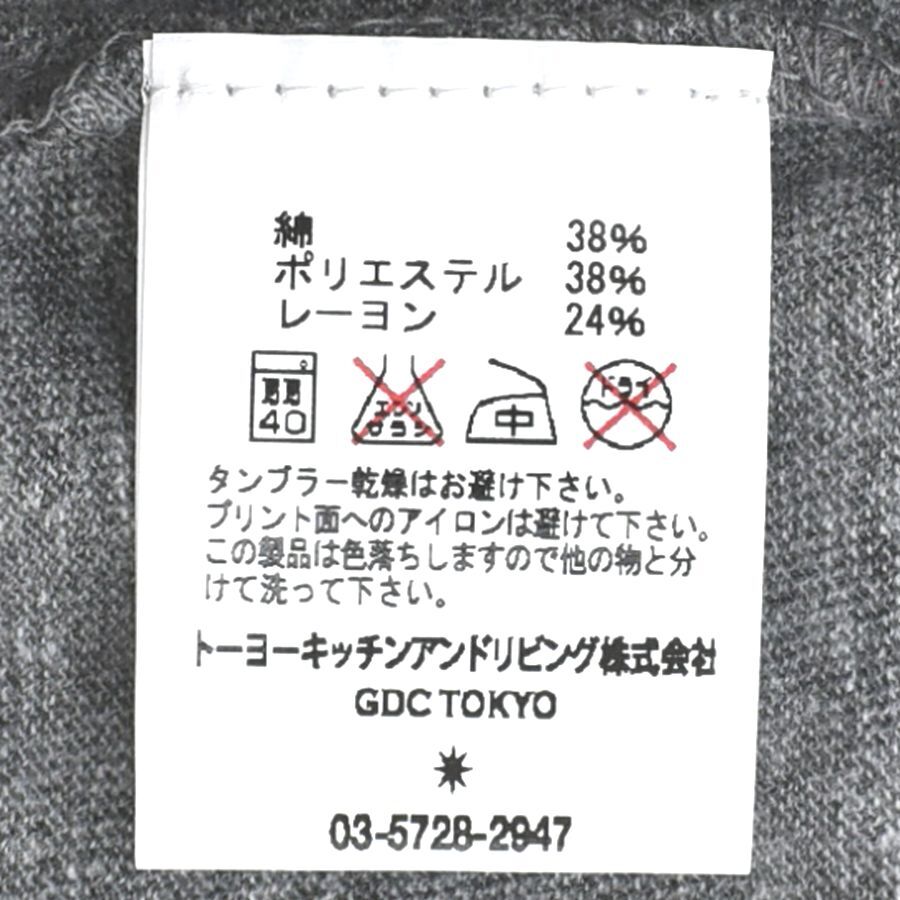 綿 38%
ポリエステル 38%
レーヨン 24%
40 エンソ サラシ 中 ドライ
タンブラー乾燥はお避け下さい。
プリント面へのアイロンは避けて下さい。
この製品は色落ちしますので他の物と分
けて洗って下さい。
トーヨーキッチンアンドリビング株式会社
GDC TOKYO
03-5728-2947